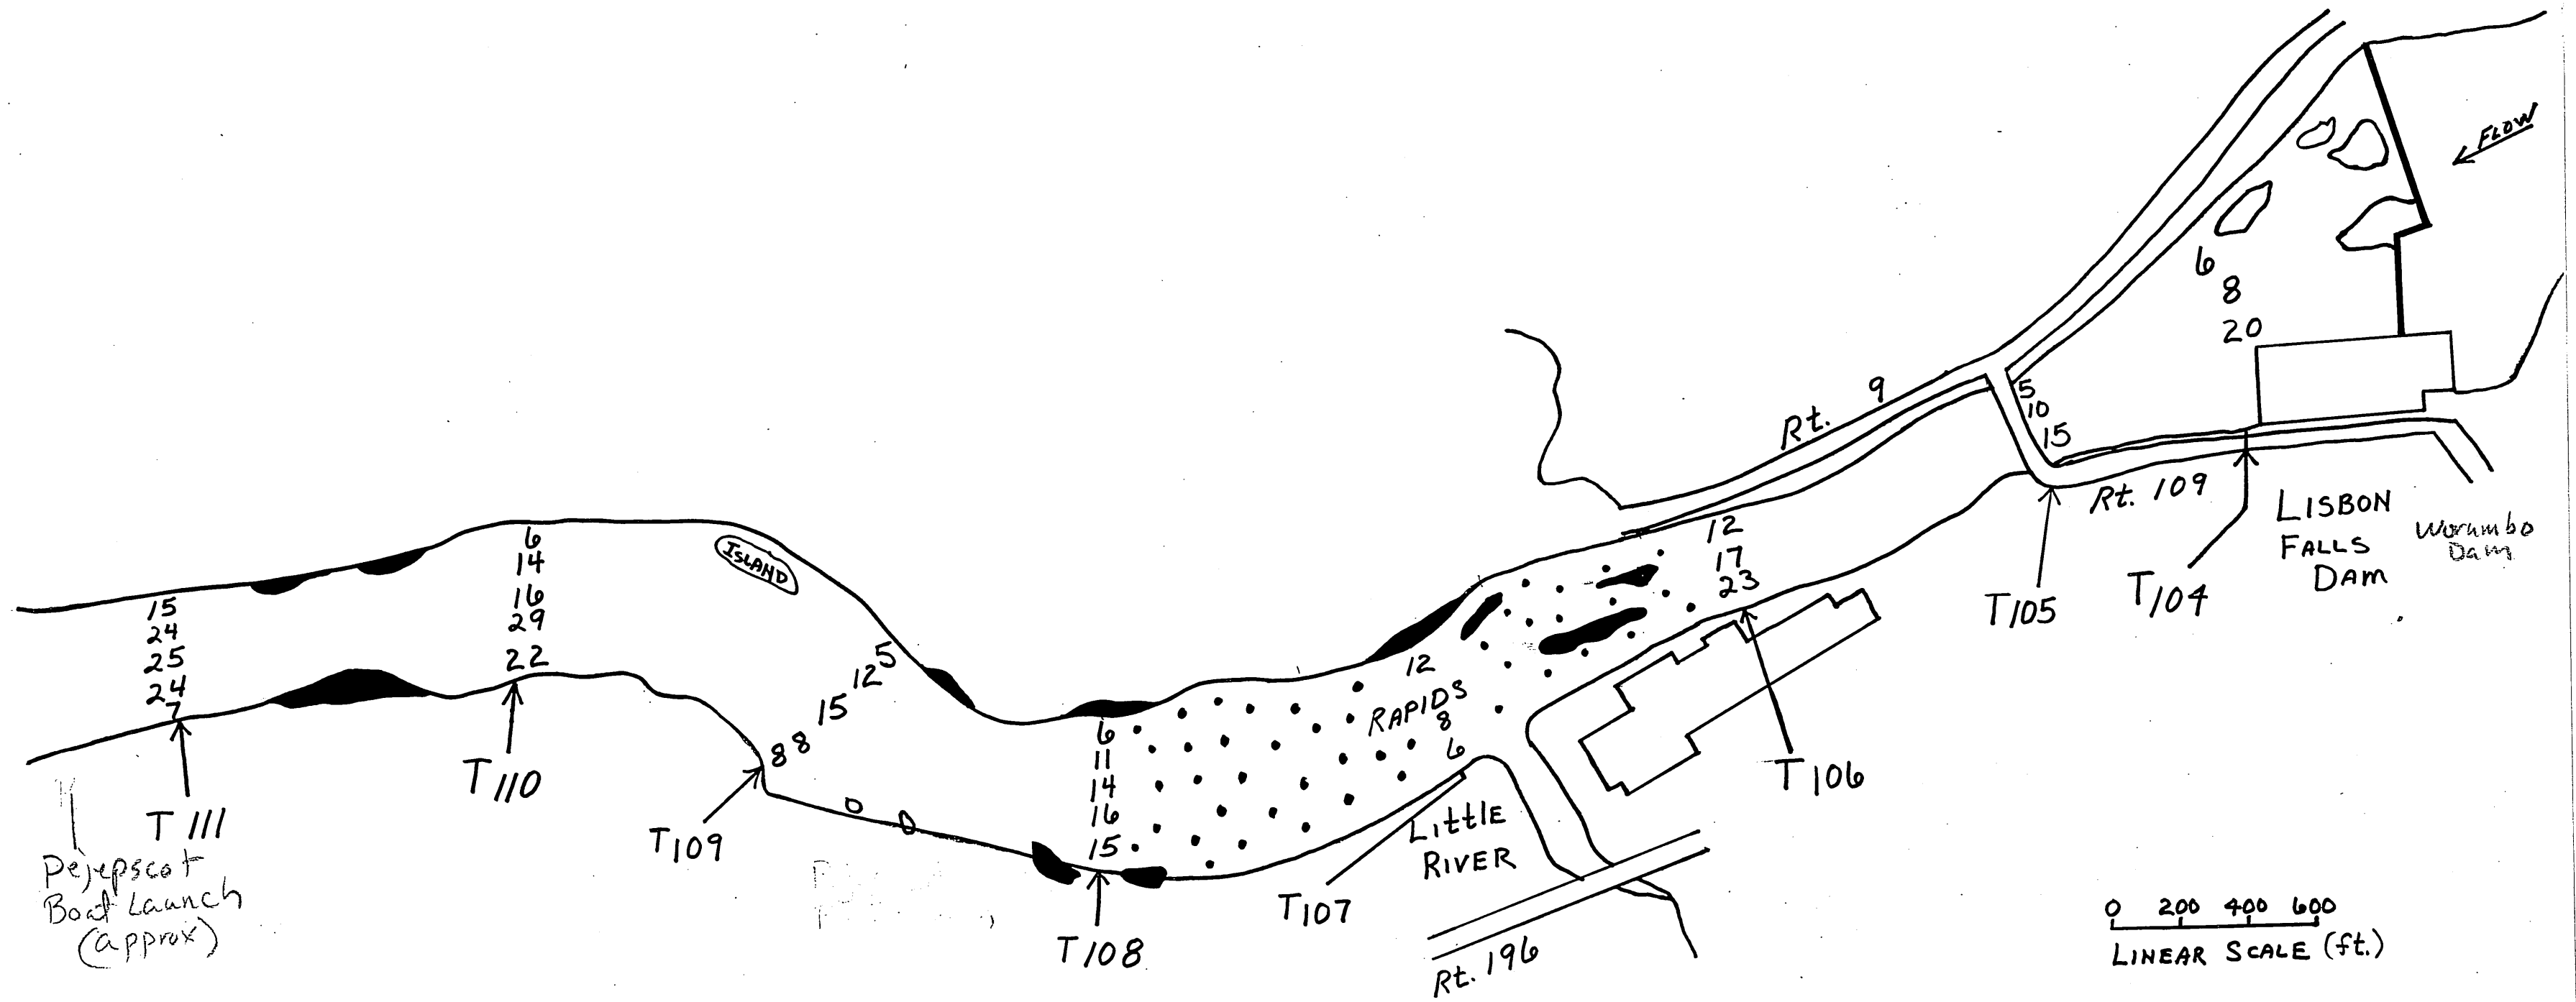 FLOW
6
8
20
5
10
15
Rt. 9
Rt. 109
LISBON
FALLS
DAM
Worumbo
Dam
T104
T105
12
17
23
T106
ISLAND
12
RAPIDS
8
6
LITTLE
RIVER
T107
Rt. 196
6
11
14
16
15
T108
5
12
15
8
8
T109
6
14
16
29
22
T110
15
24
25
24
7
T111
Pejepscot
Boat Launch
(approx)
0 200 400 600
LINEAR SCALE (ft.)